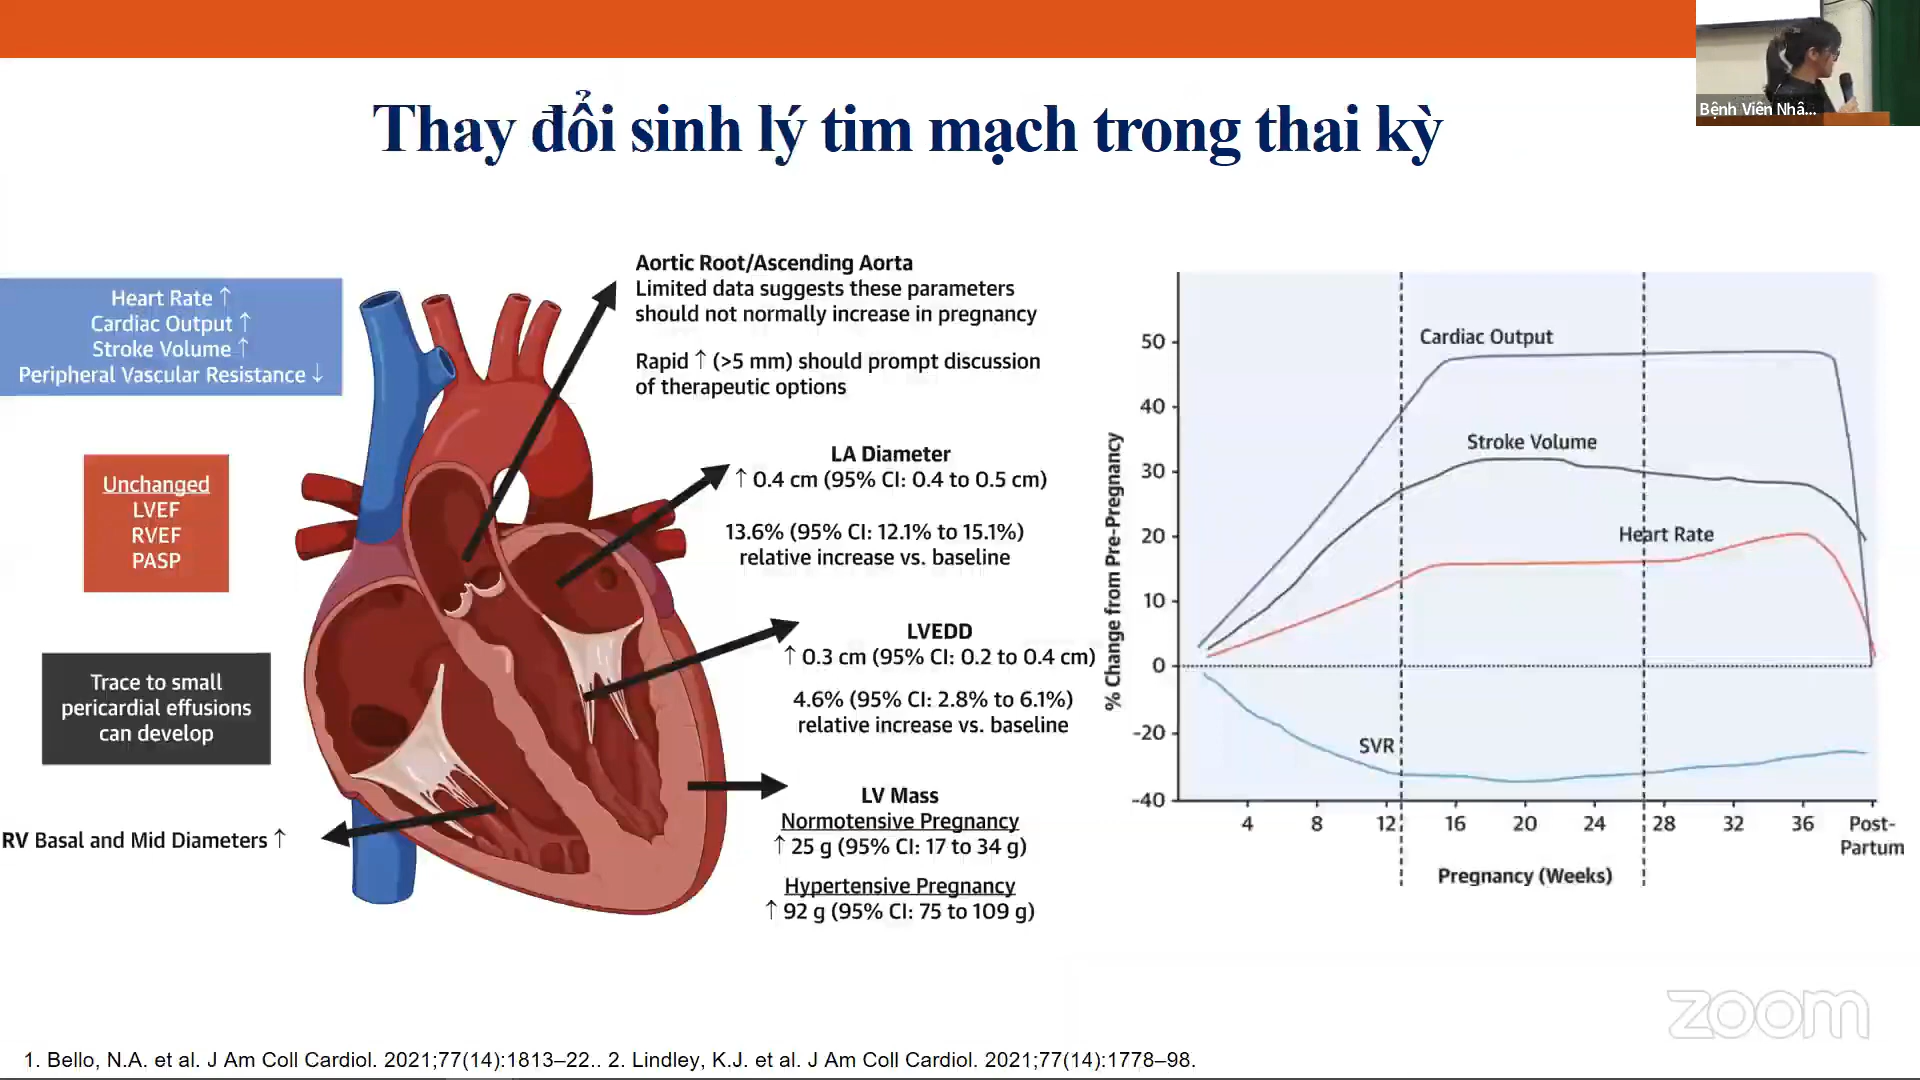 Bệnh Viên Nhâ...
Thay đổi sinh lý tim mạch trong thai kỳ
Heart Rate ↑
Cardiac Output ↑
Stroke Volume ↑
Peripheral Vascular Resistance ↓
Unchanged
LVEF
RVEF
PASP
Trace to small
pericardial effusions
can develop
RV Basal and Mid Diameters ↑
Aortic Root/Ascending Aorta
Limited data suggests these parameters
should not normally increase in pregnancy
Rapid ↑ (>5 mm) should prompt discussion
of therapeutic options
LA Diameter
↑ 0.4 cm (95% CI: 0.4 to 0.5 cm)
13.6% (95% CI: 12.1% to 15.1%)
relative increase vs. baseline
LVEDD
↑ 0.3 cm (95% CI: 0.2 to 0.4 cm)
4.6% (95% CI: 2.8% to 6.1%)
relative increase vs. baseline
LV Mass
Normotensive Pregnancy
↑ 25 g (95% CI: 17 to 34 g)
Hypertensive Pregnancy
↑ 92 g (95% CI: 75 to 109 g)
% Change from Pre-Pregnancy
50
40
30
20
10
0
-20
-40
Cardiac Output
Stroke Volume
Heart Rate
SVR
4 8 12 16 20 24 28 32 36 Post-
Partum
Pregnancy (Weeks)
zoom
1. Bello, N.A. et al. J Am Coll Cardiol. 2021;77(14):1813–22.. 2. Lindley, K.J. et al. J Am Coll Cardiol. 2021;77(14):1778–98.